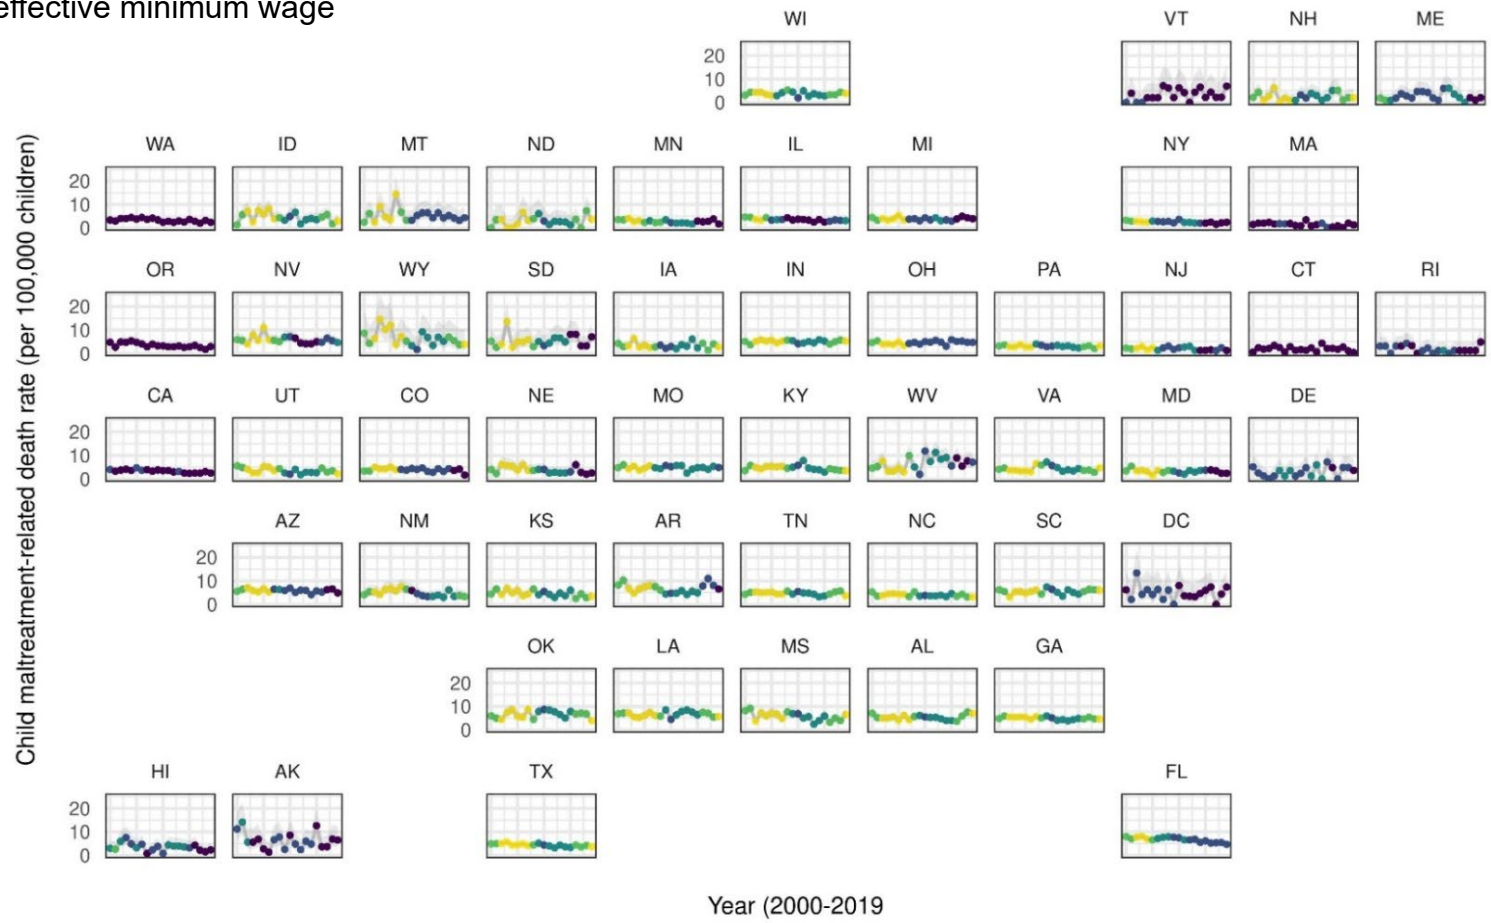 effective minimum wage
WI VT NH ME
20
10
0
WA ID MT ND MN IL MI NY MA
20
10
0
OR NV WY SD IA IN OH PA NJ CT RI
20
10
0
CA UT CO NE MO KY WV VA MD DE
20
10
0
AZ NM KS AR TN NC SC DC
20
10
0
OK LA MS AL GA
20
10
0
HI AK TX FL
20
10
0
Child maltreatment-related death rate (per 100,000 children)
Year (2000-2019